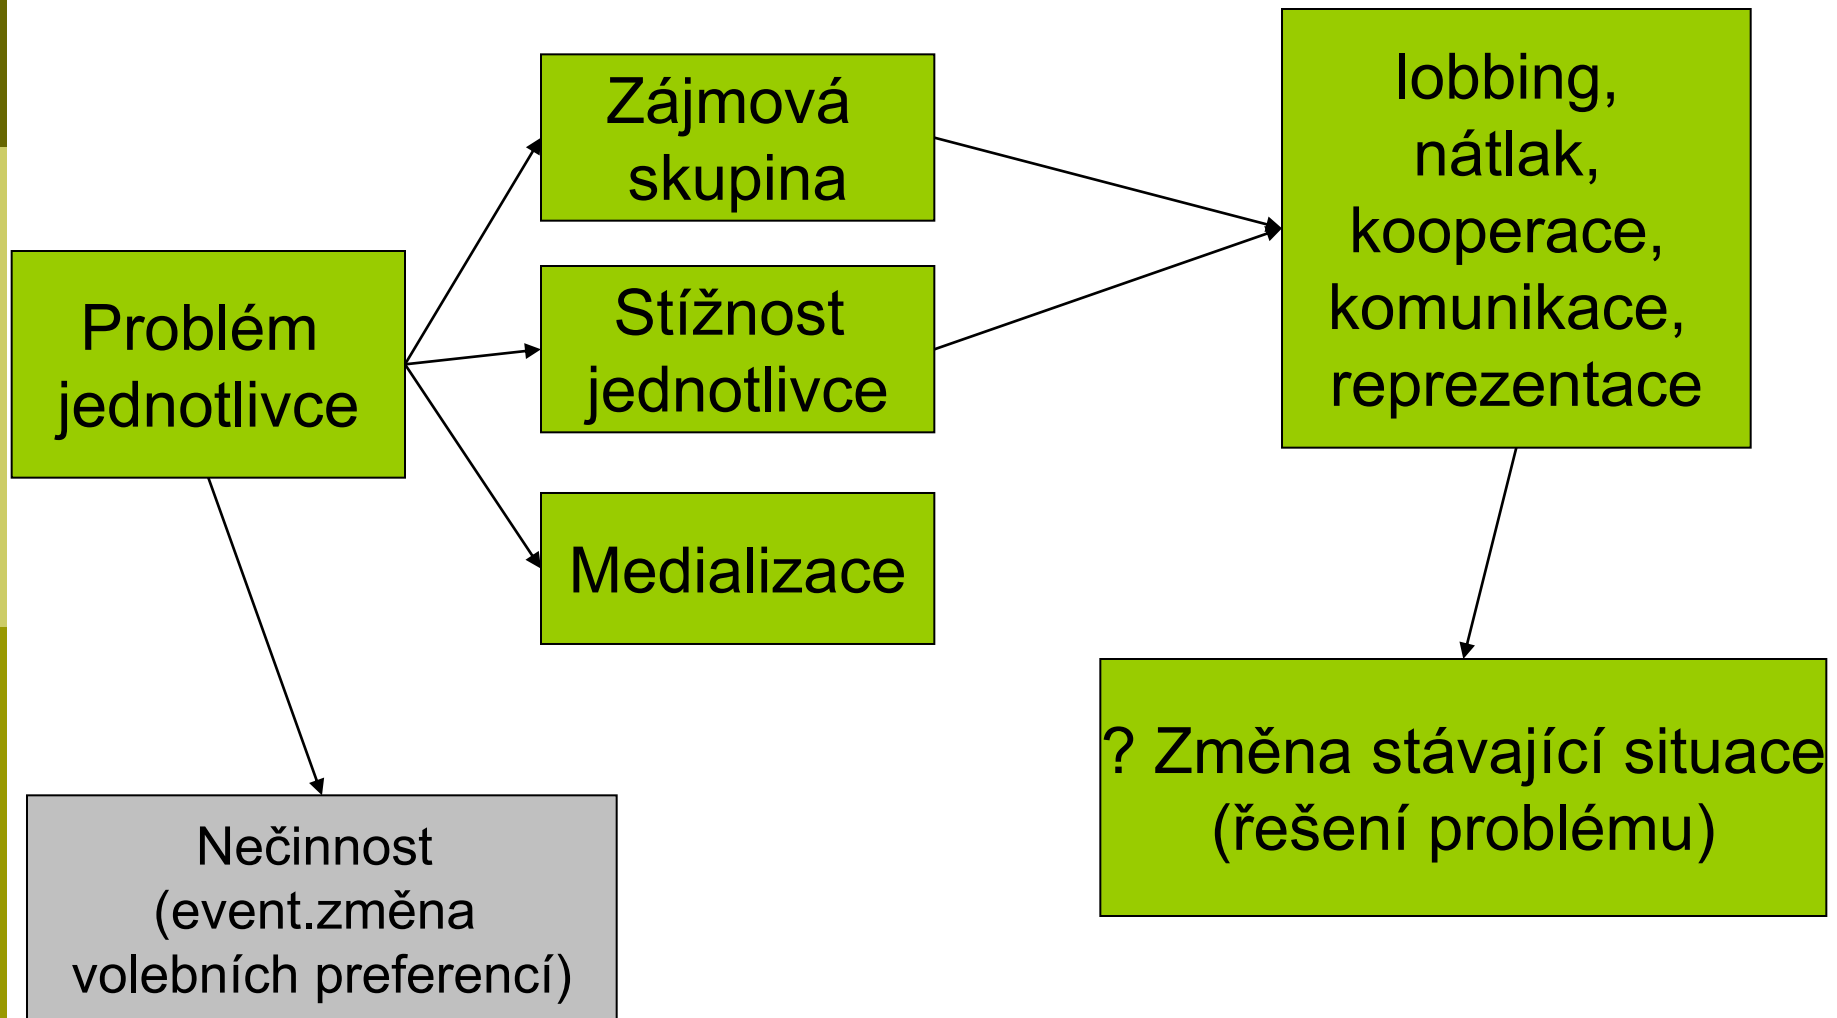 Problém
jednotlivce
Zájmová
skupina
Stížnost
jednotlivce
Medializace
lobbing,
nátlak,
kooperace,
komunikace,
reprezentace
? Změna stávající situace
(řešení problému)
Nečinnost
(event.změna
volebních preferencí)